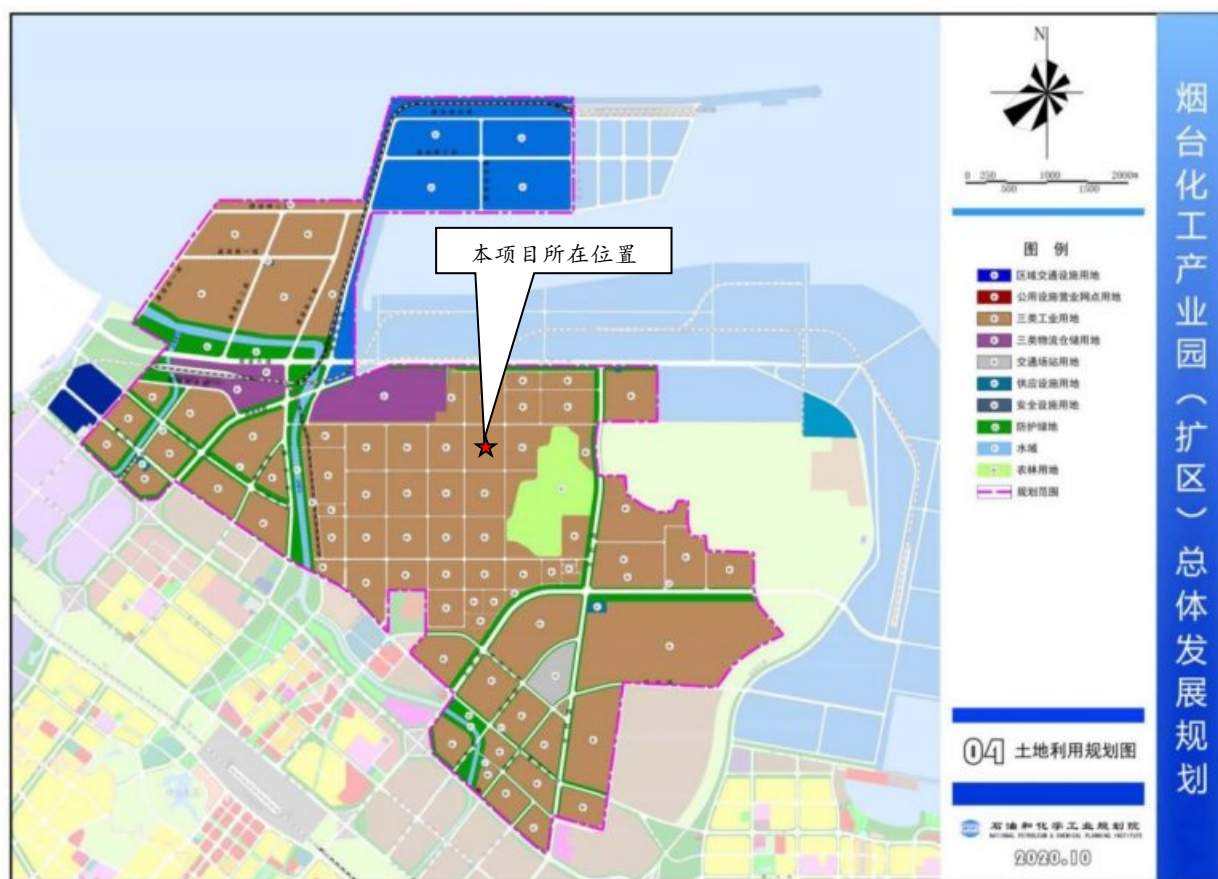 N
0 250 1000 2000m
500 1500
本项目所在位置
图 例
区域交通设施用地
公用设施营业网点用地
三类工业用地
三类物流仓储用地
交通场站用地
供应设施用地
安全设施用地
防护绿地
水域
农林用地
规划范围
烟台化工产业园（扩区）总体发展规划
04 土地利用规划图
石油和化学工业规划院
NATIONAL PETROLEUM & CHEMICAL PLANNING INSTITUTE
2020.10